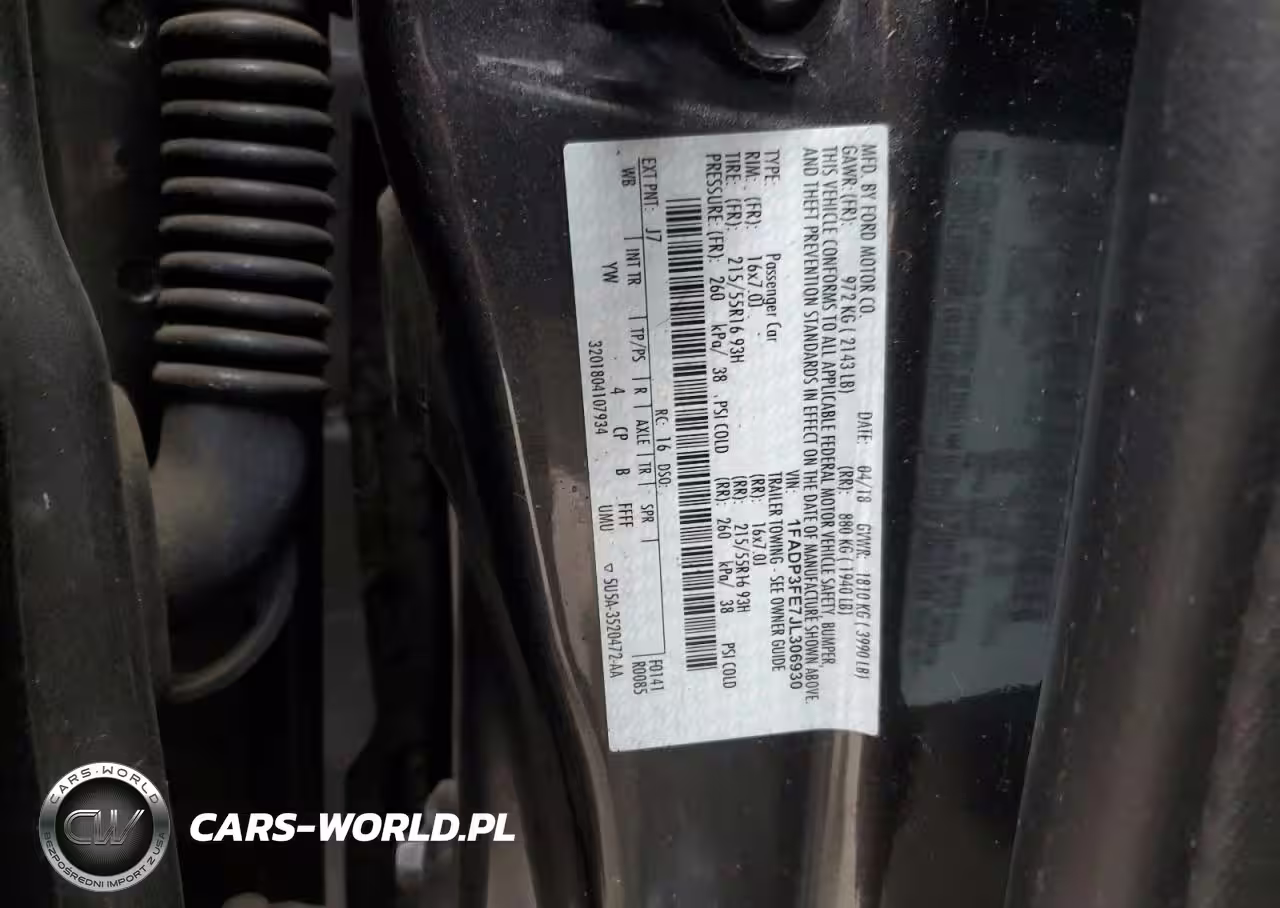 MFD. BY FORD MOTOR CO.
DATE: 04/18 GVWR: 1810 KG ( 3990 LB)
GAWR: (FR): 972 KG ( 2143 LB) (RR): 880 KG ( 1940 LB)
THIS VEHICLE CONFORMS TO ALL APPLICABLE FEDERAL MOTOR VEHICLE SAFETY, BUMPER,
AND THEFT PREVENTION STANDARDS IN EFFECT ON THE DATE OF MANUFACTURE SHOWN ABOVE.
VIN: 1FADP3FE7JL306930
TYPE: Passenger Car TRAILER TOWING - SEE OWNER GUIDE
RIM: (FR): 16x7.0J (RR): 16x7.0J
TIRE: (FR): 215/55R16 93H (RR): 215/55R16 93H
PRESSURE: (FR): 260 kPa/ 38 PSI COLD (RR): 260 kPa/ 38 PSI COLD
RC: 16 DSO: F0141
EXT PNT: J7 R0085
WB INT TR TP/PS R AXLE TR SPR
YW 4 CP B FFFF
UMU
3201804107934 ▽ 5U5A-3520472-AA
CARS-WORLD
CW
BEZPOŚREDNI IMPORT Z USA
CARS-WORLD.PL